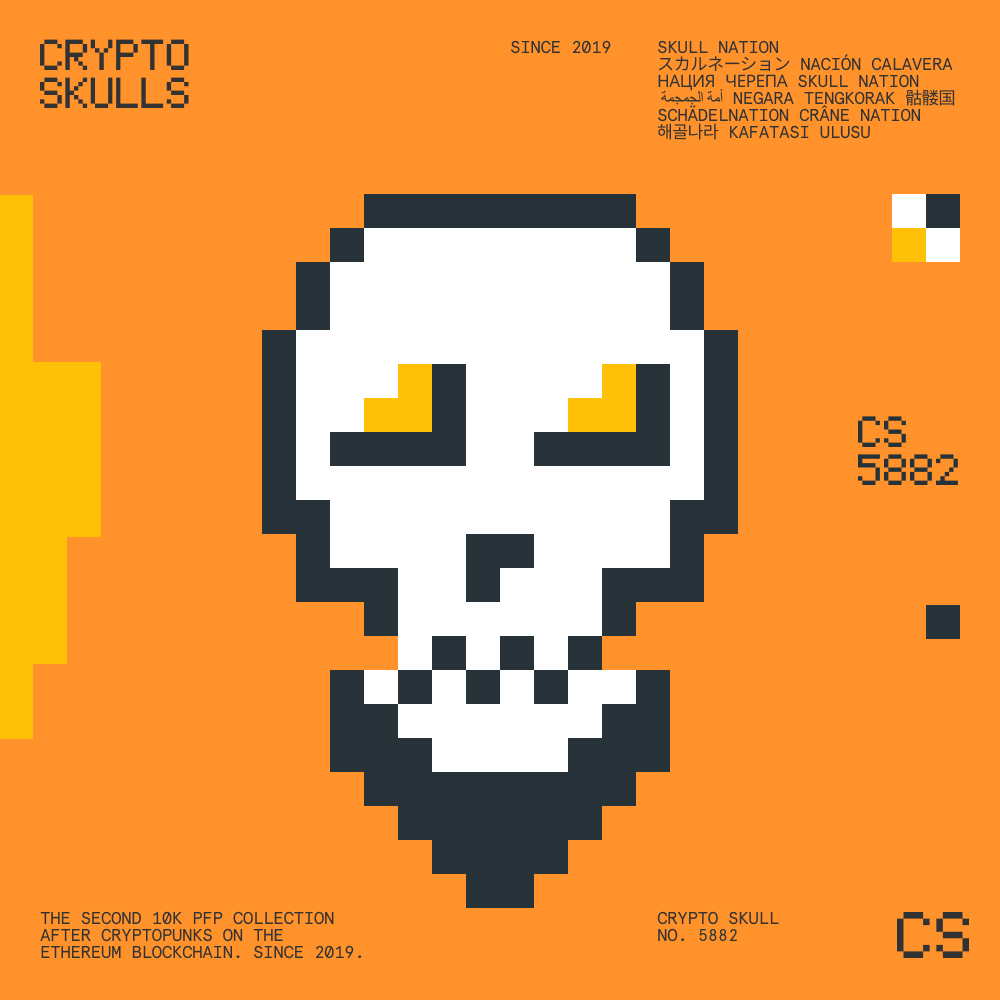 CRYPTO
SKULLS
SINCE 2019
SKULL NATION
スカルネーション NACIÓN CALAVERA
НАЦИЯ ЧЕРЕПА SKULL NATION
أمة الجمجمة NEGARA TENGKORAK 骷髅国
SCHÄDELNATION CRÂNE NATION
해골나라 KAFATASI ULUSU
CS
5882
THE SECOND 10K PFP COLLECTION
AFTER CRYPTOPUNKS ON THE
ETHEREUM BLOCKCHAIN. SINCE 2019.
CRYPTO SKULL
NO. 5882
CS